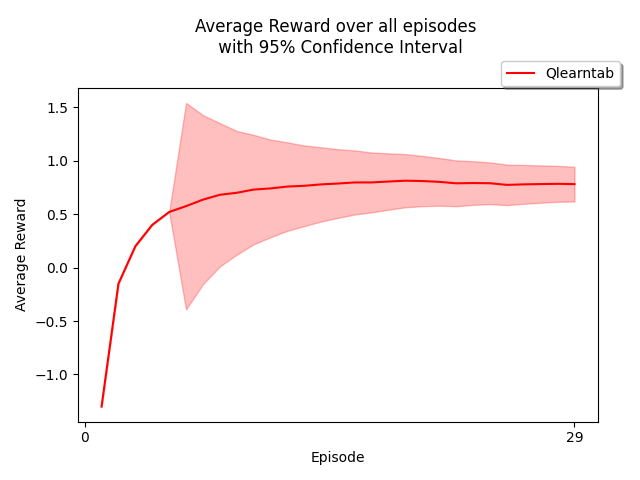 Average Reward over all episodes
with 95% Confidence Interval
Qlearntab
1.5
1.0
0.5
0.0
−0.5
−1.0
Average Reward
0
29
Episode